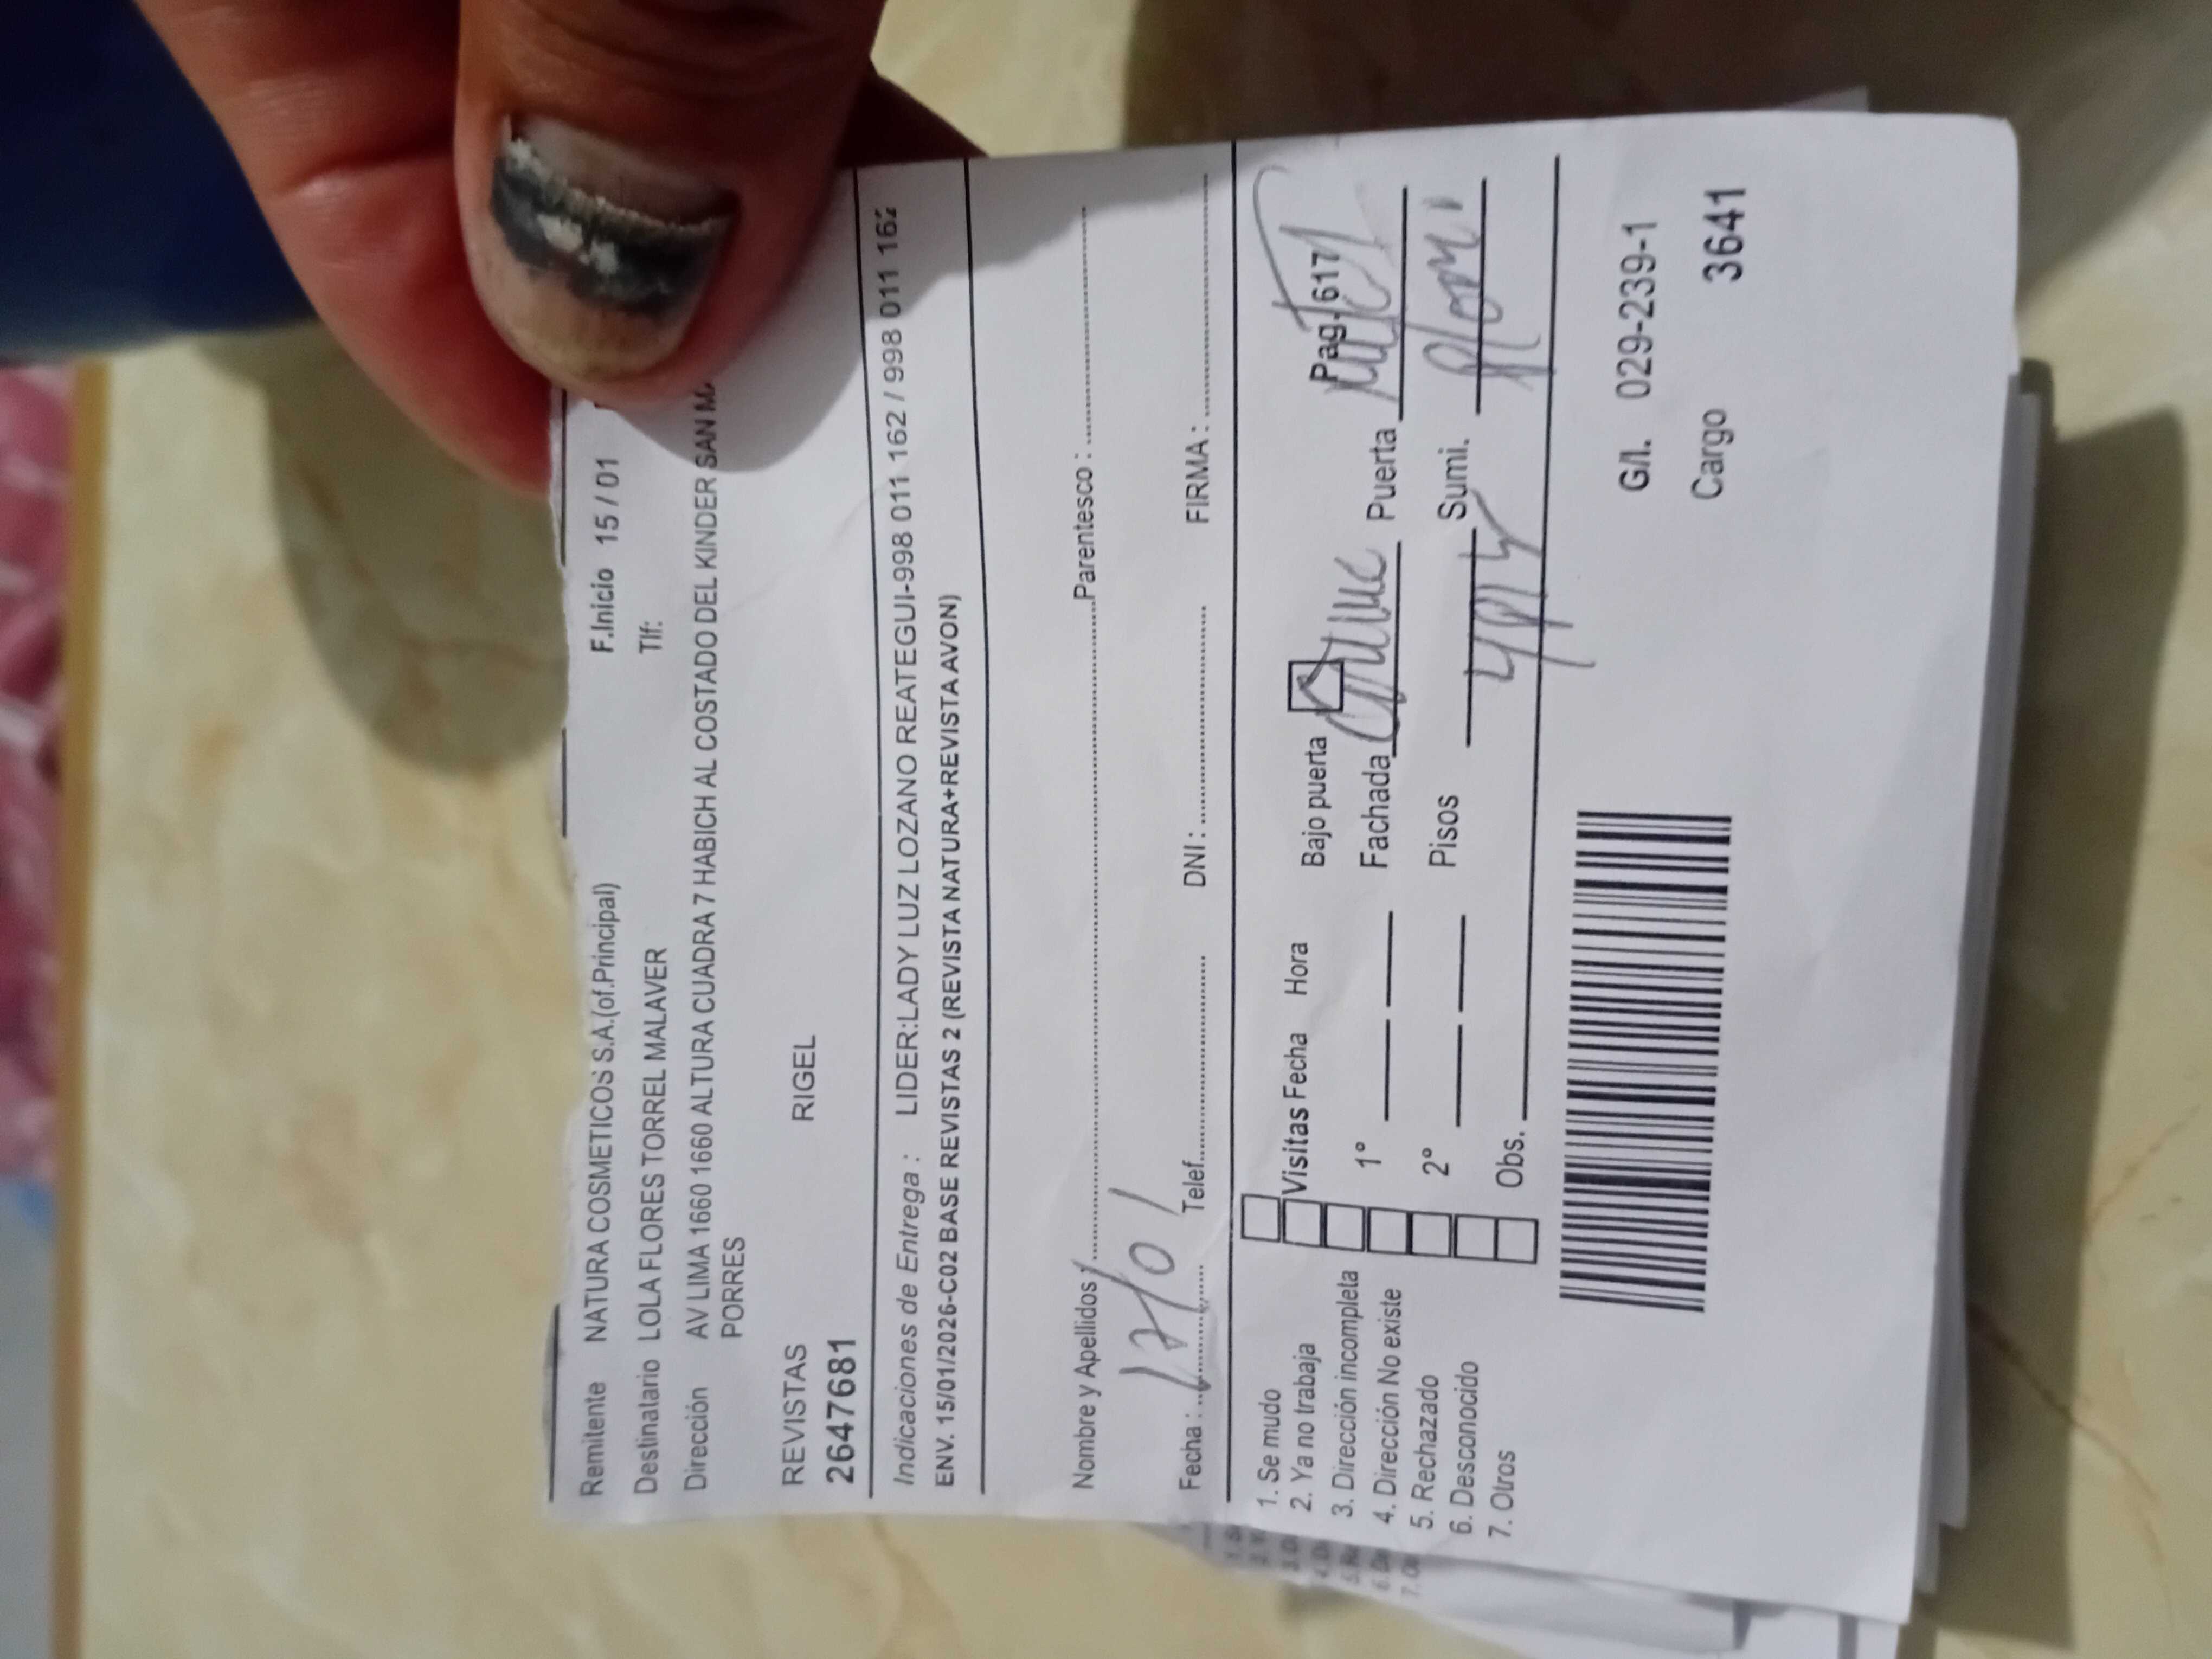 Remitente NATURA COSMETICOS S.A.(of.Principal) F.Inicio 15 / 01
Destinatario LOLA FLORES TORREL MALAVER Tlf:
Dirección AV LIMA 1660 1660 ALTURA CUADRA 7 HABICH AL COSTADO DEL KINDER SAN
PORRES
REVISTAS RIGEL
2647681
Indicaciones de Entrega : LIDER:LADY LUZ LOZANO REATEGUI-998 011 162 / 998 011 162
ENV. 15/01/2026-C02 BASE REVISTAS 2 (REVISTA NATURA+REVISTA AVON)
Nombre y Apellidos Parentesco :
Fecha : Telef. DNI : FIRMA :
1. Se mudo
2. Ya no trabaja
3. Dirección incompleta
4. Dirección No existe
5. Rechazado
6. Desconocido
7. Otros
Visitas Fecha Hora Bajo puerta Pag- 617
1° Fachada Puerta
2° Pisos Sumi.
Obs.
G/I. 029-239-1
Cargo 3641